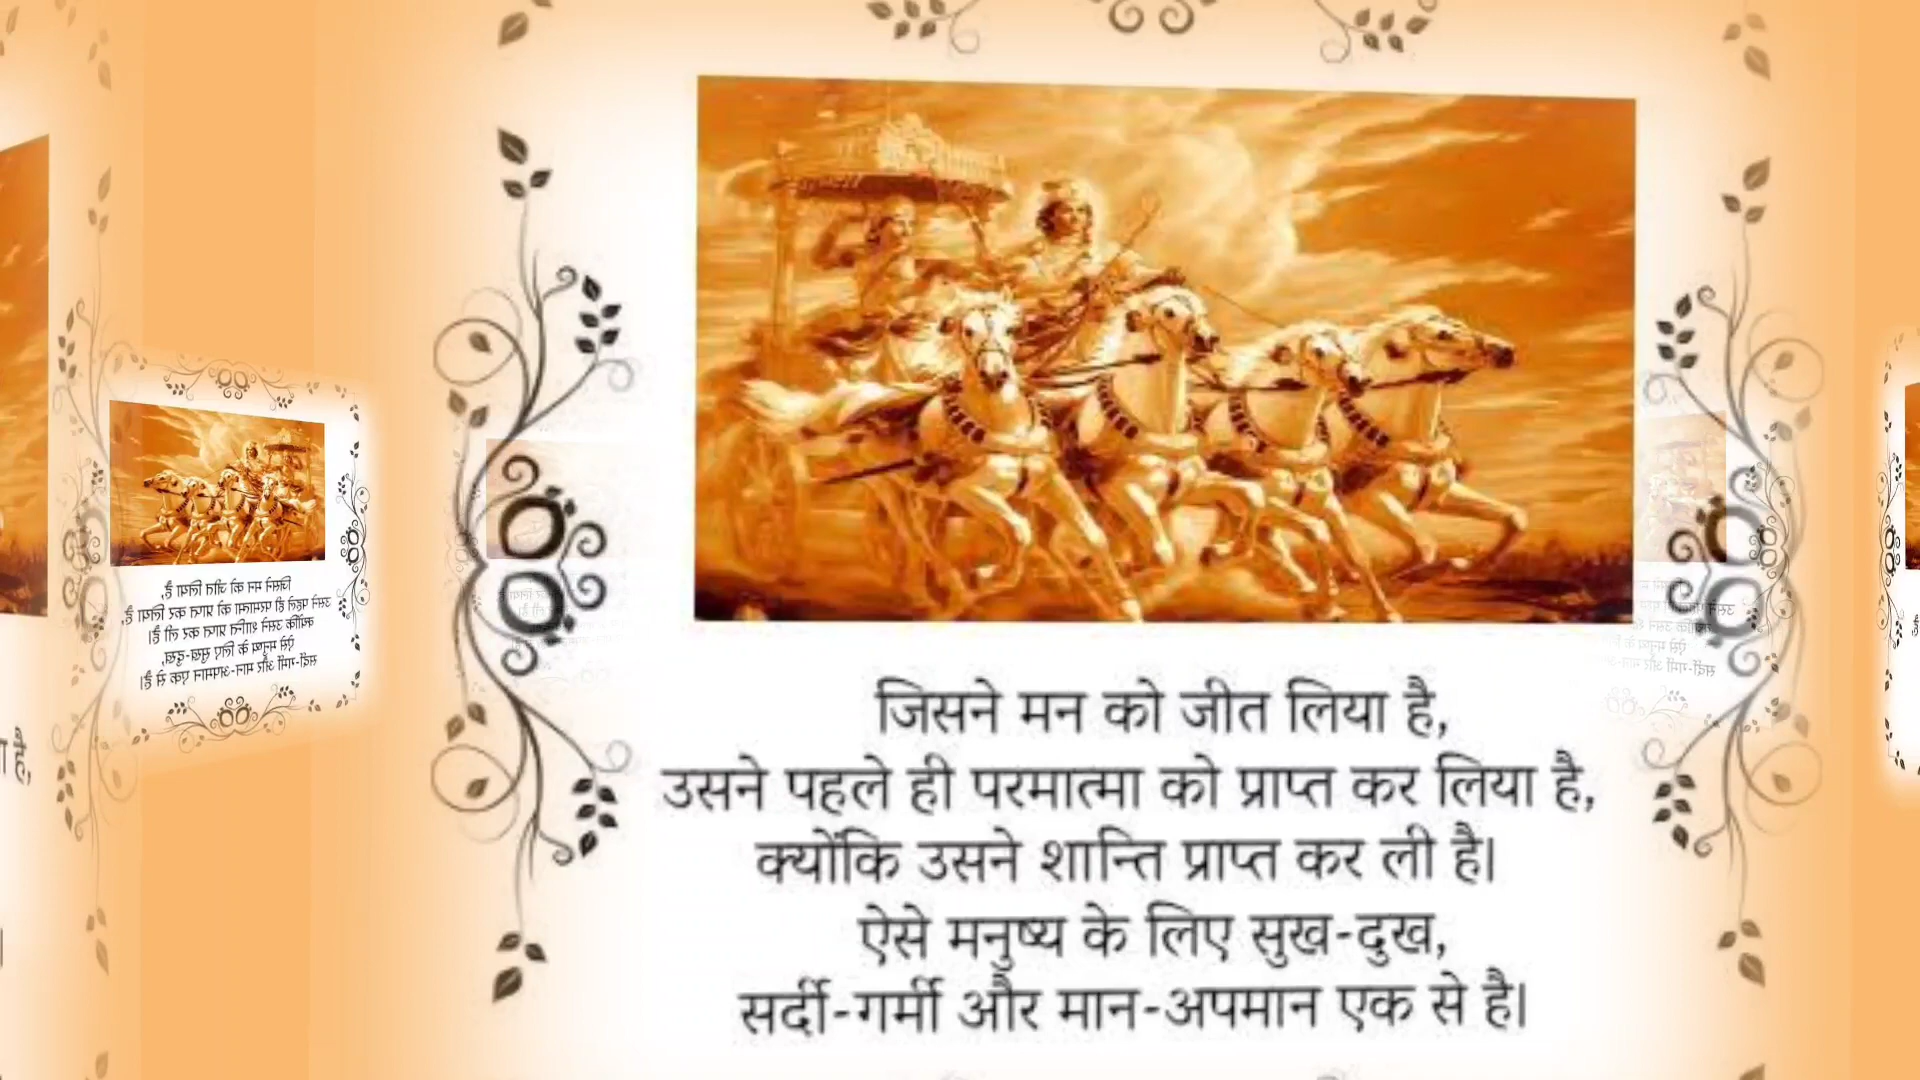 जिसने मन को जीत लिया है,
उसने पहले ही परमात्मा को प्राप्त कर लिया है,
क्योंकि उसने शान्ति प्राप्त कर ली है।
ऐसे मनुष्य के लिए सुख-दुख,
सर्दी-गर्मी और मान-अपमान एक से है।